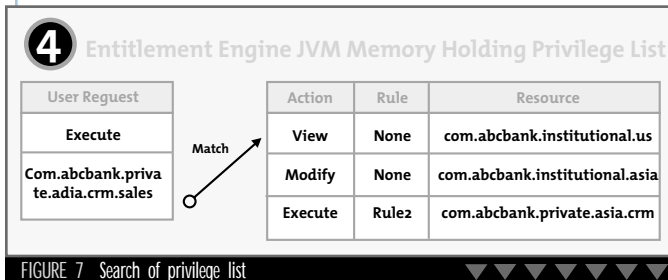 4 Entitlement Engine JVM Memory Holding Privilege List
User Reguest
Execute
Com.abcbank.priva
te.adia.crm.sales
Match
Action Rule Resource
View None com.abcbank.institutional.us
Modify None com.abcbank.institutional.asia
Execute Rule2 com.abcbank.private.asia.crm
FIGURE 7 Search of privilege list